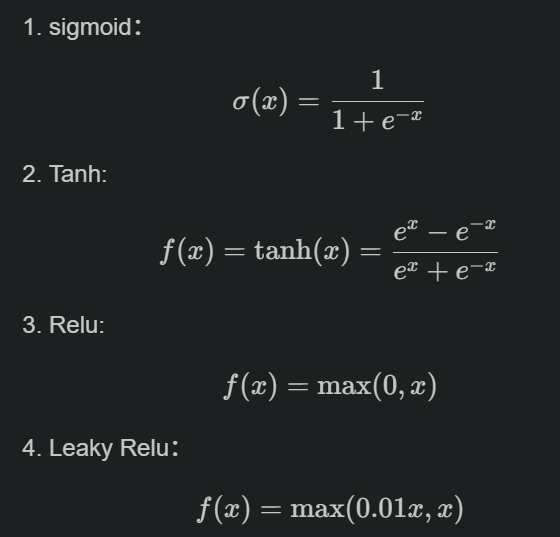 1. sigmoid：
σ(x) = 1 / (1 + e^{-x})
2. Tanh:
f(x) = tanh(x) = (e^x − e^{-x}) / (e^x + e^{-x})
3. Relu:
f(x) = max(0, x)
4. Leaky Relu：
f(x) = max(0.01x, x)